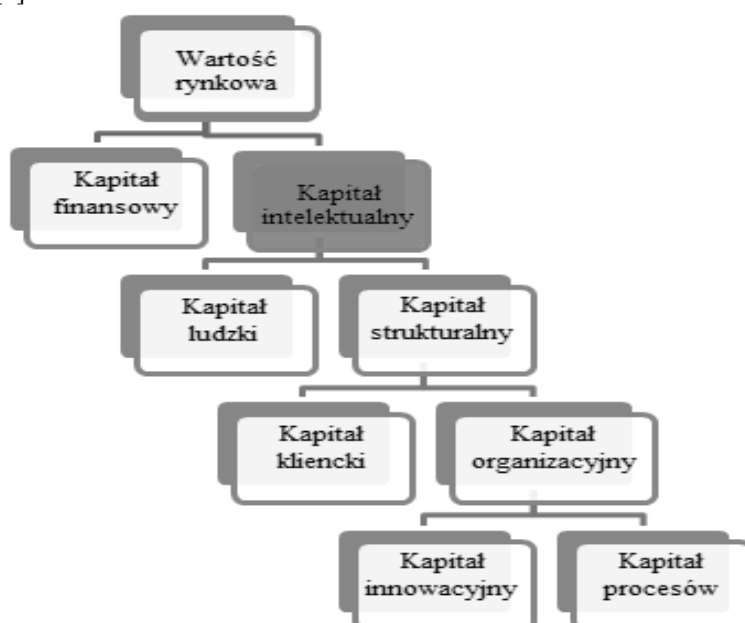 Wartość
rynkowa
Kapitał
finansowy
Kapitał
intelektualny
Kapitał
ludzki
Kapitał
strukturalny
Kapitał
kliencki
Kapitał
organizacyjny
Kapitał
innowacyjny
Kapitał
procesów